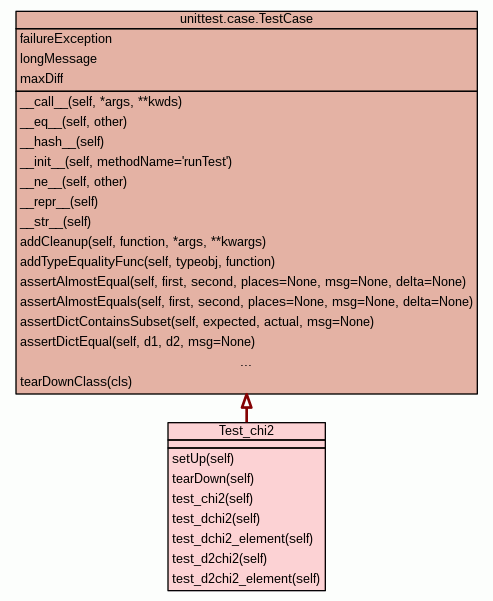 unittest.case.TestCase
failureException
longMessage
maxDiff
__call__(self, *args, **kwds)
__eq__(self, other)
__hash__(self)
__init__(self, methodName='runTest')
__ne__(self, other)
__repr__(self)
__str__(self)
addCleanup(self, function, *args, **kwargs)
addTypeEqualityFunc(self, typeobj, function)
assertAlmostEqual(self, first, second, places=None, msg=None, delta=None)
assertAlmostEquals(self, first, second, places=None, msg=None, delta=None)
assertDictContainsSubset(self, expected, actual, msg=None)
assertDictEqual(self, d1, d2, msg=None)
...
tearDownClass(cls)
Test_chi2
setUp(self)
tearDown(self)
test_chi2(self)
test_dchi2(self)
test_dchi2_element(self)
test_d2chi2(self)
test_d2chi2_element(self)